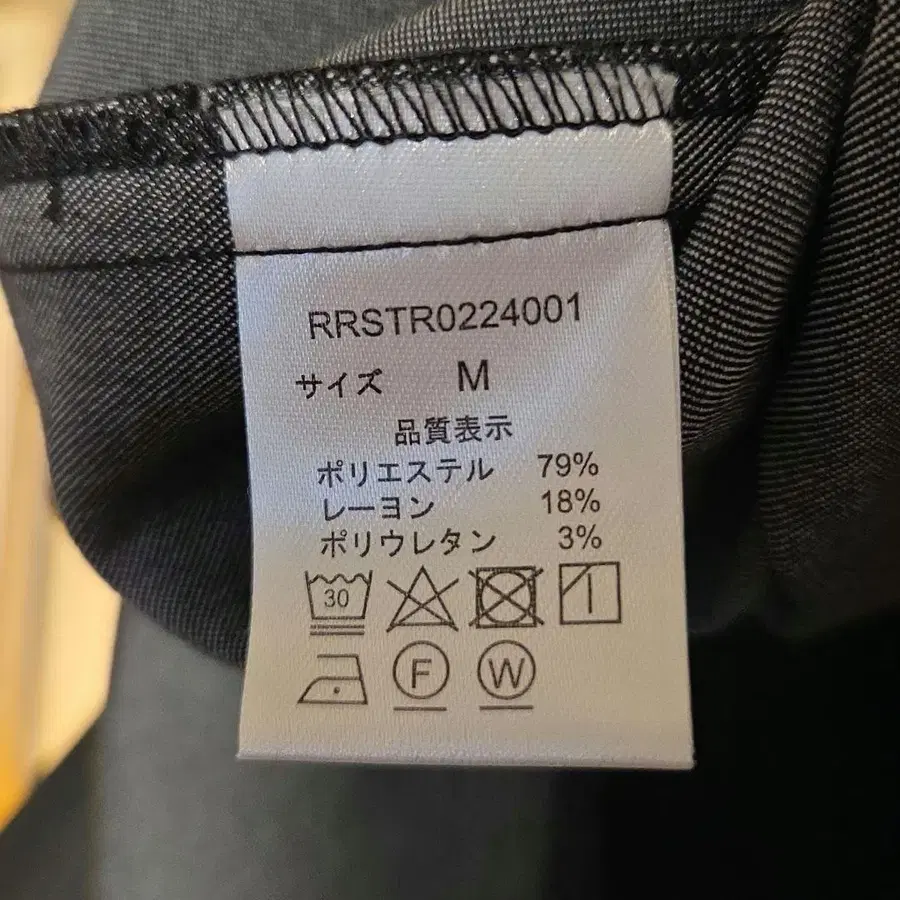 RRSTR0224001
サイズ M
品質表示
ポリエステル 79%
レーヨン 18%
ポリウレタン 3%
30
F W